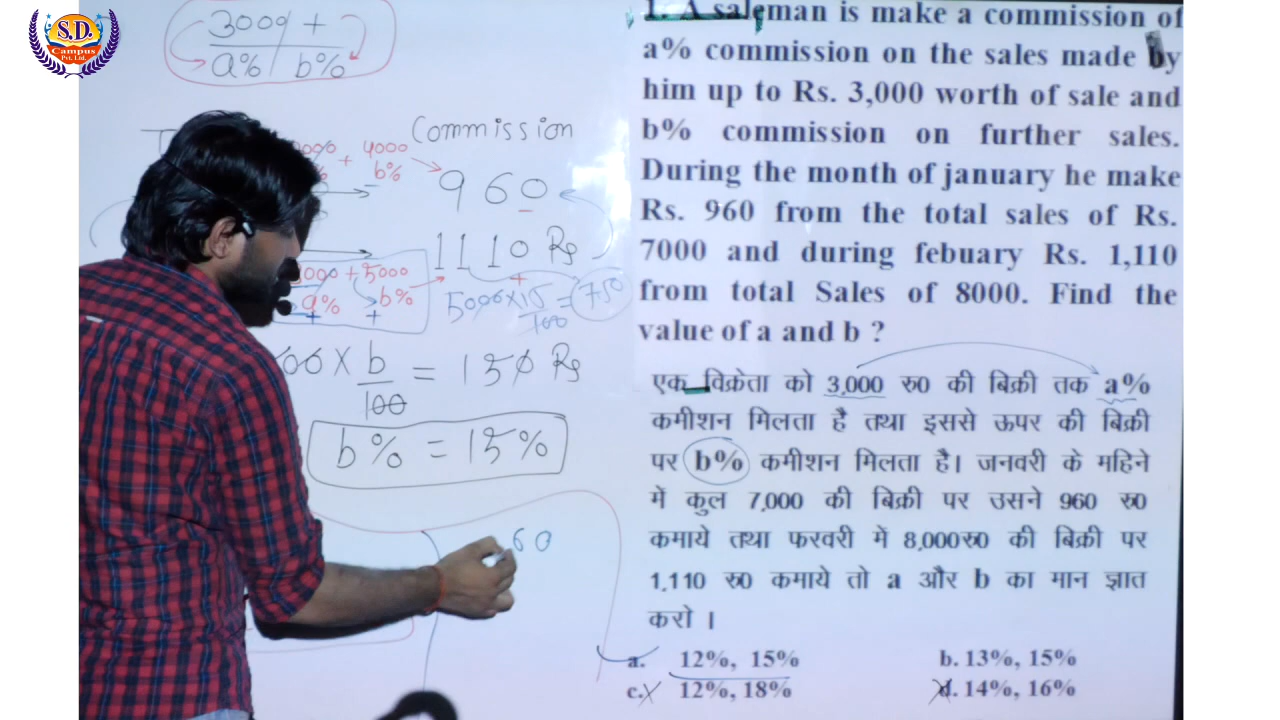 S.D.
Campus
Pvt. Ltd.
300% +
a% / b%
Commission
+ 4000
b%
960
1110 Rs
3000 + 5000
a% b%
+ +
5000 × 15 = 750
100
× b = 150 Rs
100
b% = 15%
60
1. A saleman is make a commission of
a% commission on the sales made by
him up to Rs. 3,000 worth of sale and
b% commission on further sales.
During the month of january he make
Rs. 960 from the total sales of Rs.
7000 and during febuary Rs. 1,110
from total Sales of 8000. Find the
value of a and b ?
एक विक्रेता को 3,000 रु0 की बिक्री तक a%
कमीशन मिलता है तथा इससे ऊपर की बिक्री
पर b% कमीशन मिलता है। जनवरी के महिने
में कुल 7,000 की बिक्री पर उसने 960 रु0
कमाये तथा फरवरी में 8,000रु0 की बिक्री पर
1,110 रु0 कमाये तो a और b का मान ज्ञात
करो ।
a. 12%, 15% b. 13%, 15%
c. 12%, 18% d. 14%, 16%